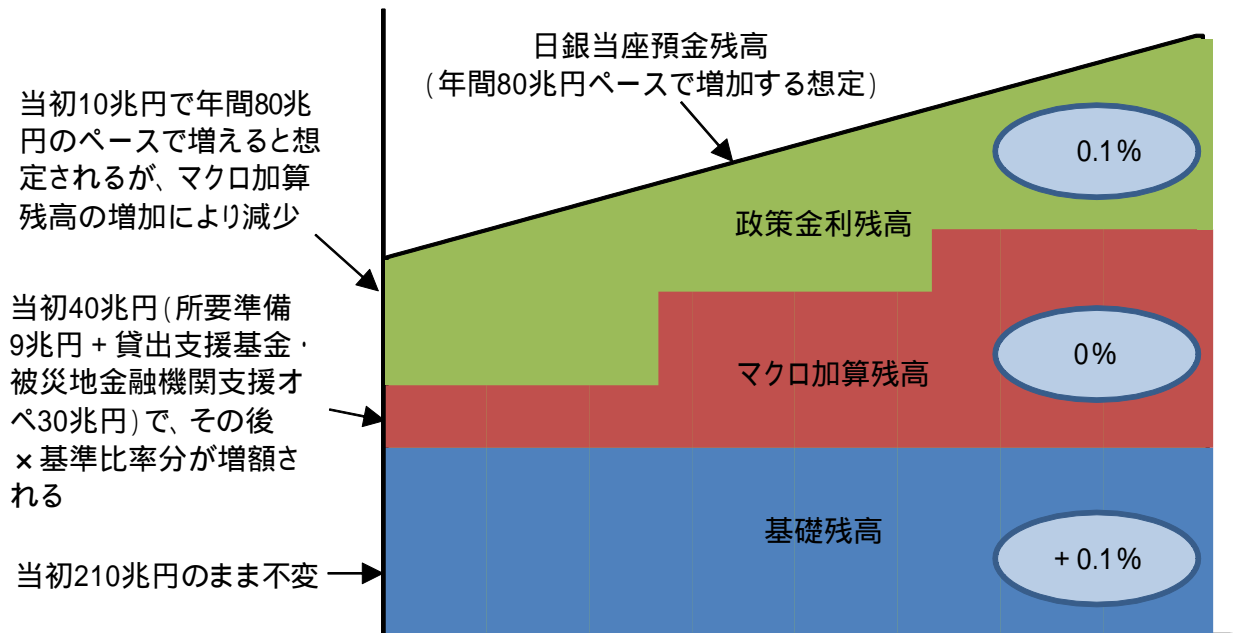 日銀当座預金残高
(年間80兆円ペースで増加する想定)
当初10兆円で年間80兆
円のペースで増えると想
定されるが、マクロ加算
残高の増加により減少
0.1%
政策金利残高
当初40兆円(所要準備
9兆円+貸出支援基金・
被災地金融機関支援オ
ペ30兆円)で、その後
×基準比率分が増額さ
れる
0%
マクロ加算残高
基礎残高
+0.1%
当初210兆円のまま不変